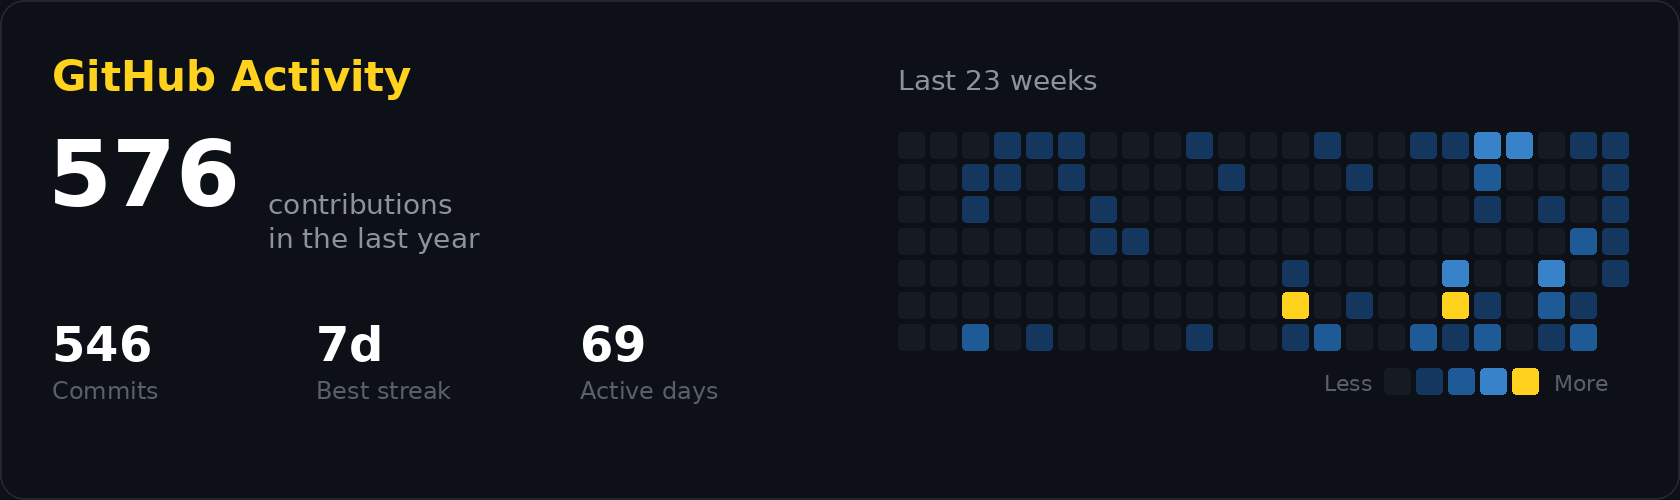 GitHub Activity
576
contributions
in the last year
546
Commits
7d
Best streak
69
Active days
Last 23 weeks
Less
More